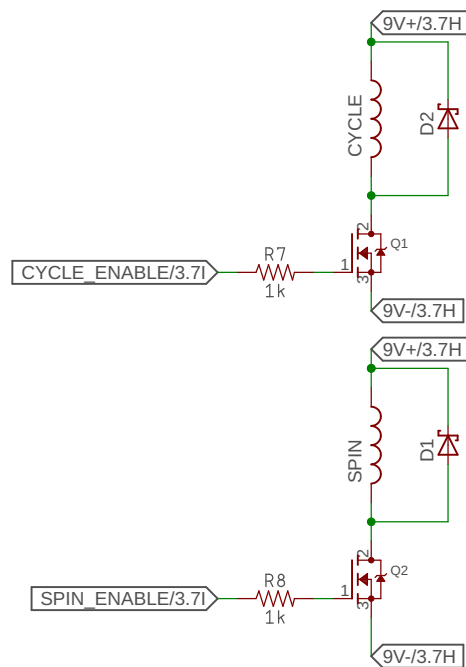 9V+/3.7H
CYCLE
D2
2
Q1
CYCLE_ENABLE/3.7I
R7
1k
1
3
9V-/3.7H
9V+/3.7H
SPIN
D1
2
Q2
SPIN_ENABLE/3.7I
R8
1k
1
3
9V-/3.7H